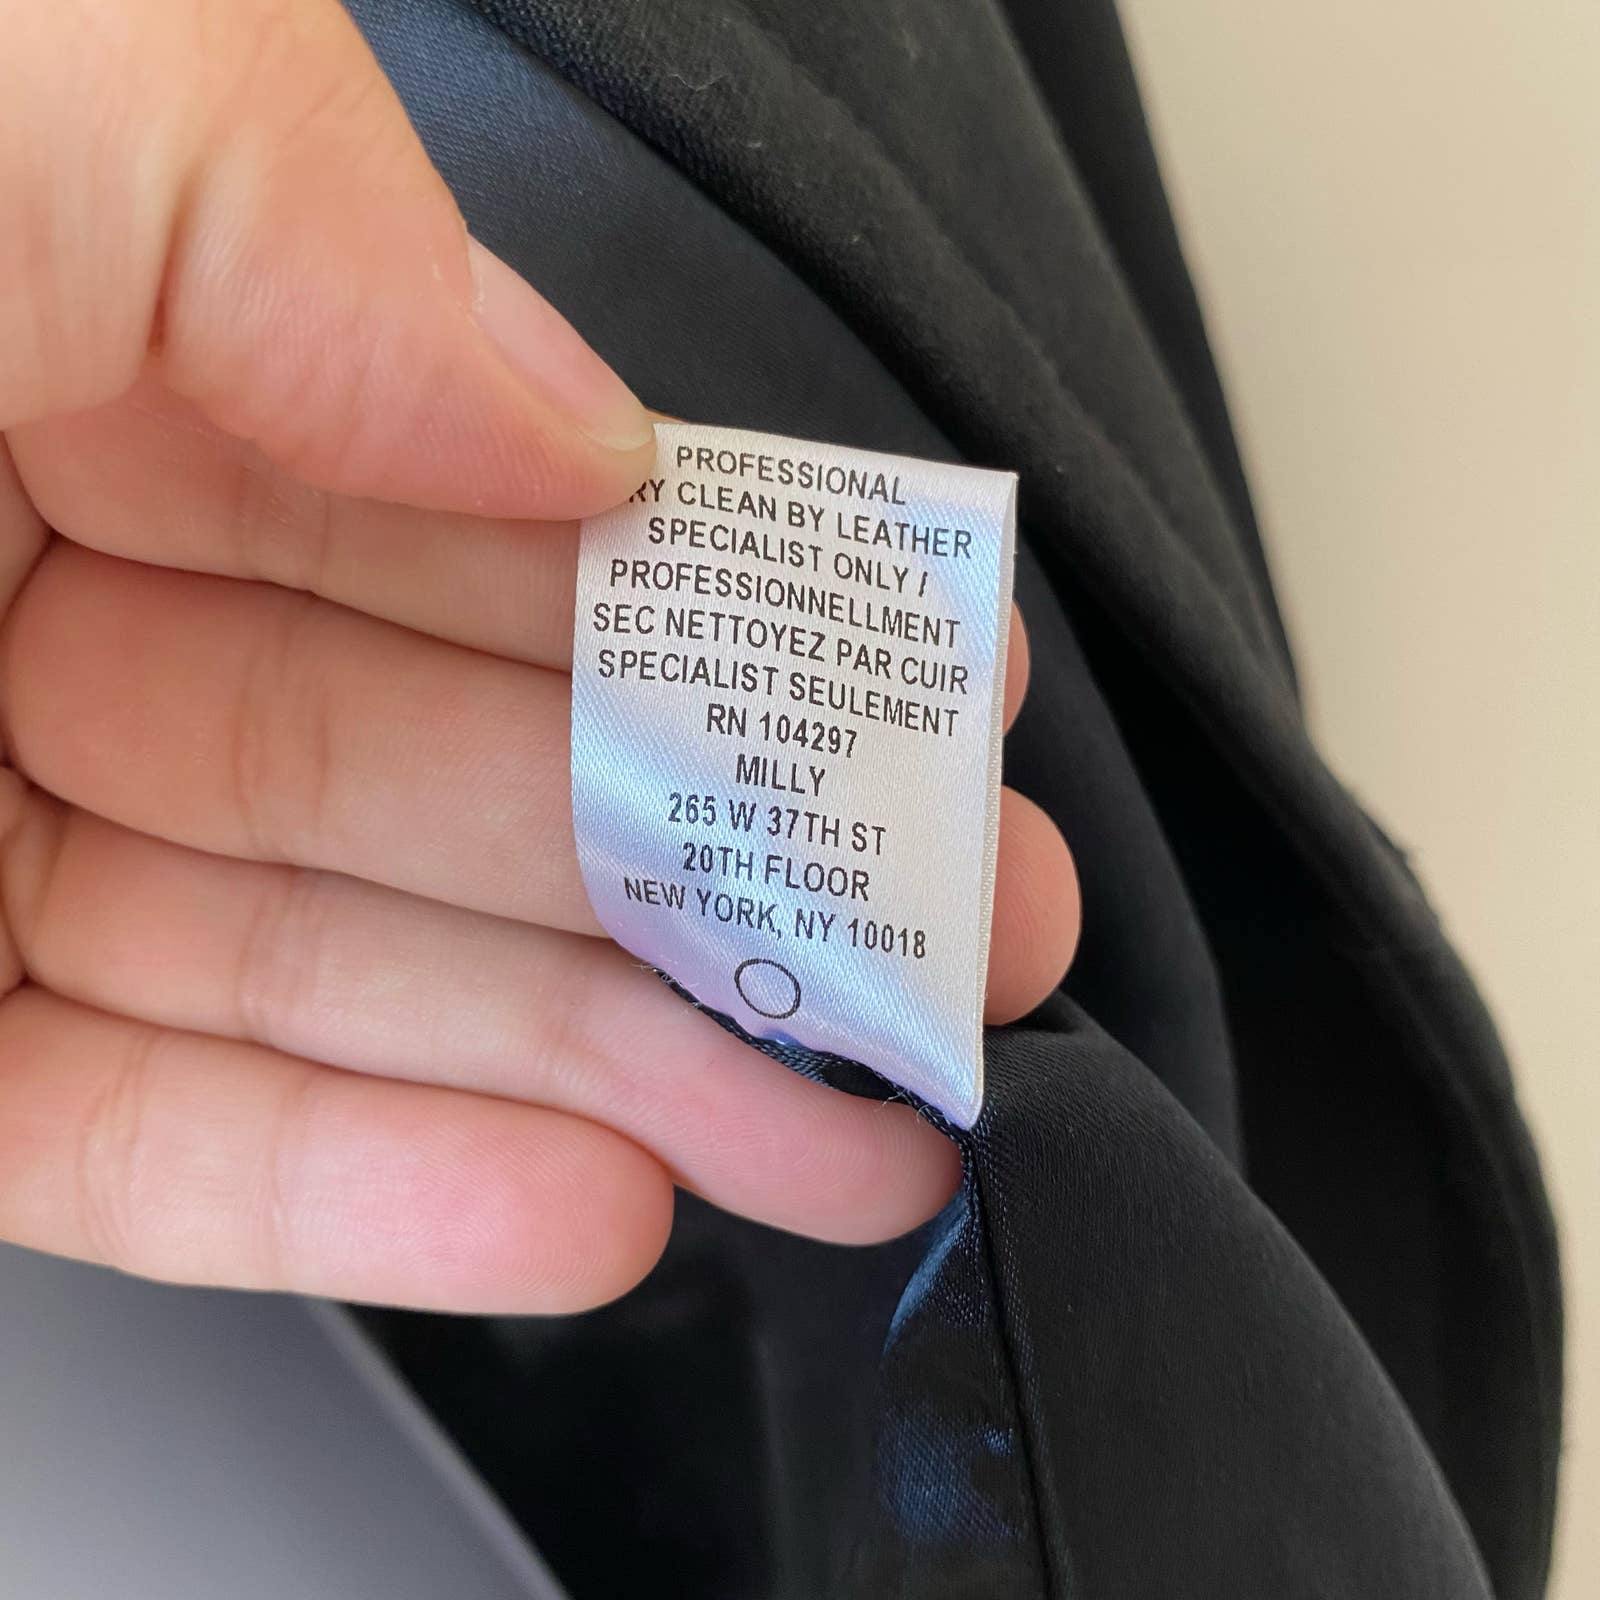 PROFESSIONAL
RY CLEAN BY LEATHER
SPECIALIST ONLY /
PROFESSIONNELLMENT
SEC NETTOYEZ PAR CUIR
SPECIALIST SEULEMENT
RN 104297
MILLY
265 W 37TH ST
20TH FLOOR
NEW YORK, NY 10018